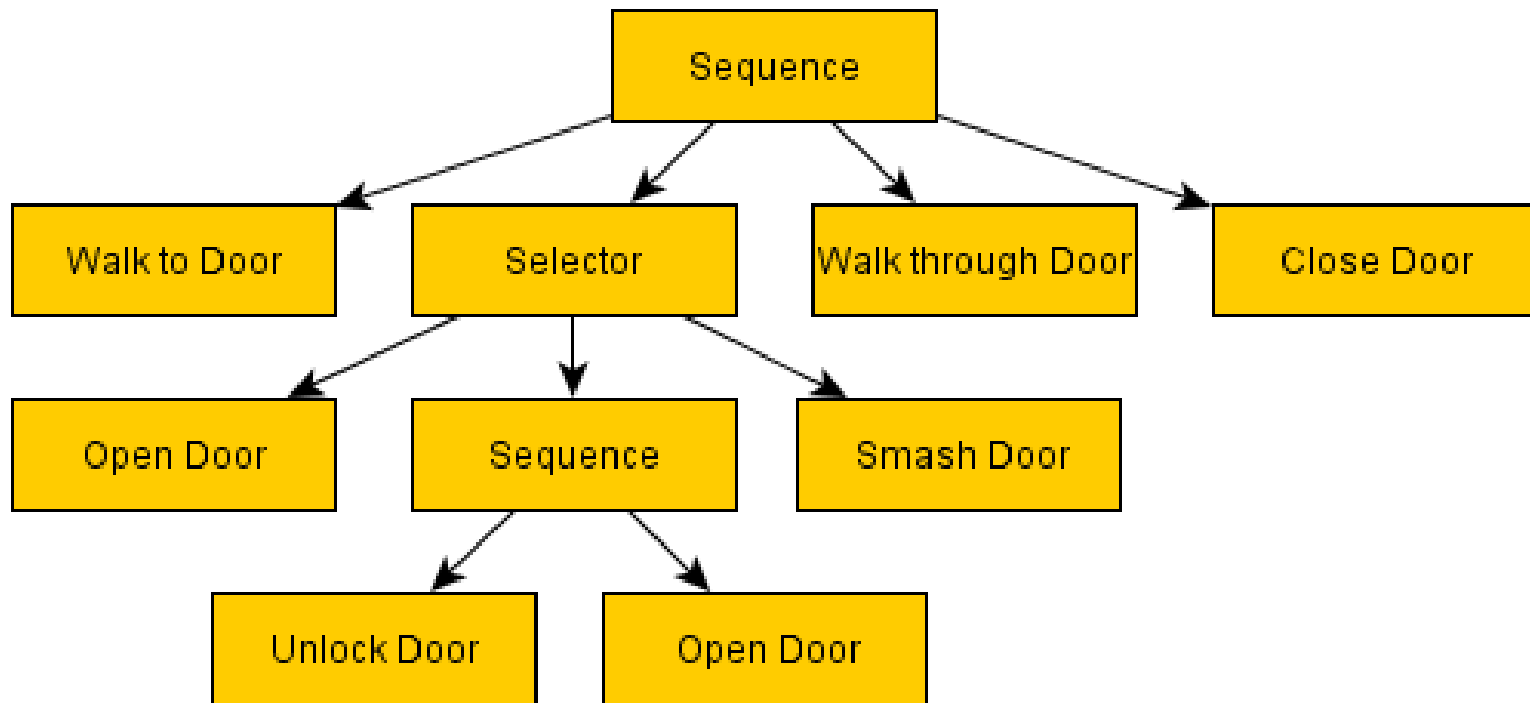 Sequence
Walk to Door
Selector
Walk through Door
Close Door
Open Door
Sequence
Smash Door
Unlock Door
Open Door